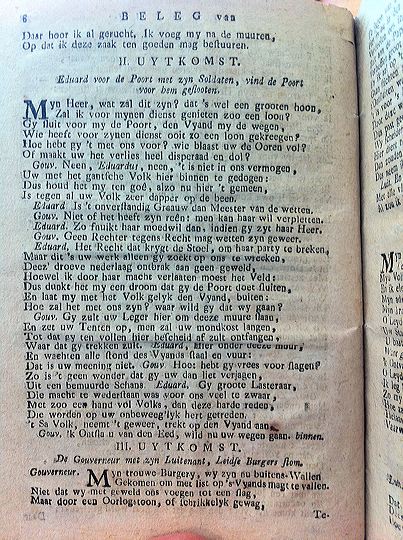 6 BELEG van
Daar hoor ik al gerucht, Ik voeg my na de muuren,
Op dat ik deze zaak ten goeden mag bestuuren.
II. UYTKOMST.
Eduard voor de Poort met zyn Soldaten, vind de Poort
voor hem geslooten.
Myn Heer, wat zal dit zyn? dat 's wel een grooten hoon,
Zal ik voor mynen dienst genieten zoo een loon?
Gy sluit voor my de Poort, den Vyand my de wegen,
Wie heeft voor zynen dienst ooit zo een loon gekreegen?
Hoe hebt gy 't met ons voor? wie blaast uw de Ooren vol?
Of maakt uw het verlies heel disperaad en dol?
Gouv. Neen, Eduardus, neen, 't is niet in ons vermogen,
Uw met het gantsche Volk hier binnen te gedogen:
Dus houd het my ten goê, alzo nu hier 't gemeen,
Is tegen al uw Volk zeer dapper op de been.
Eduard. Is 't onverstandig Graauw dan Meester van de wetten.
Gouv. Niet of het heeft zyn reên: men kan haar wil verpletten.
Eduard. Zo snuikt haar moedwil dan, indien gy zyt haar Heer.
Gouv. Geen Rechter tegens Recht mag wetten zyn geweer.
Eduard. Het Recht dat krygt de Stoel, om haar party te breken,
Maar dit 's uw werk alleen gy zoekt op ons te wreeken,
Deez' droeve nederlaag ontbrak aan geen geweld,
Hoewel ik door haar macht verlaten moest het Veld:
Dus dunkt het my een droom dat gy de Poort doet sluiten,
En laat my met het Volk gelyk den Vyand, buiten:
Hoe zal het met ons zyn? waar wild gy dat wy gaan?
Gouv. Gy zult uw Leger hier om deeze muure slaan,
En zet uw Tenten op, men zal uw mondkost langen,
Tot dat gy ten vollen hier bescheid af zult ontfangen,
Waar dat gy trekken zult. Eduard. Hier onder deeze muur,
En wachten alle stond des Vyands staal en vuur:
Dat is uw meening niet. Gouv. Hoe: hebt gy vrees voor slagen?
Zo is 't geen wonder dat gy uw dan liet verjagen,
Uit een bemuurde Schans Eduard. Gy groote Lasteraar,
Die macht te wederstaan was voor ons veel te zwaar,
Met zoo een hand vol Volks, dan deze harde reden,
Die worden op uw onbeweeg'lyk hert getreden.
't Sa Volk, neemt 't geweer, trekt op den Vyand aan,
Gouv. 'k Ontsla u van den Eed, wild nu uw wegen gaan. binnen.
III. UYTKOMST.
De Gouverneur met zyn Luitenant, Leidse Burgers stom.
Gouverneur. Myn trouwe Burgery, wy zyn nu buitens-Wallen
Gekomen om met list op 's Vyands magt te vallen.
Niet dat wy met geweld ons voegen tot een slag,
Maar door een Oorlogstoon, of schrikkelyk gewag,
Te-